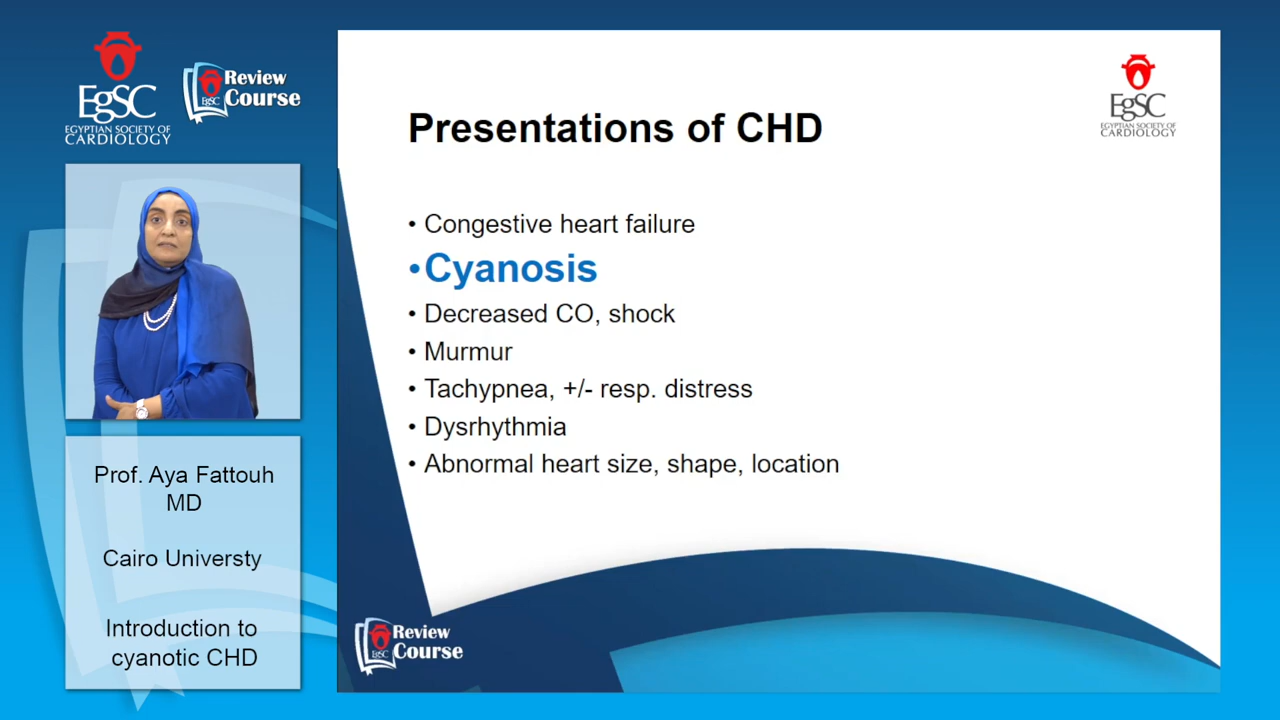 EgSC
EGYPTIAN SOCIETY OF
CARDIOLOGY
EgSC
Review
Course
Prof. Aya Fattouh
MD
Cairo Universty
Introduction to
cyanotic CHD
EgSC
EGYPTIAN SOCIETY OF
CARDIOLOGY
Presentations of CHD
• Congestive heart failure
•Cyanosis
• Decreased CO, shock
• Murmur
• Tachypnea, +/- resp. distress
• Dysrhythmia
• Abnormal heart size, shape, location
EgSC
Review
Course